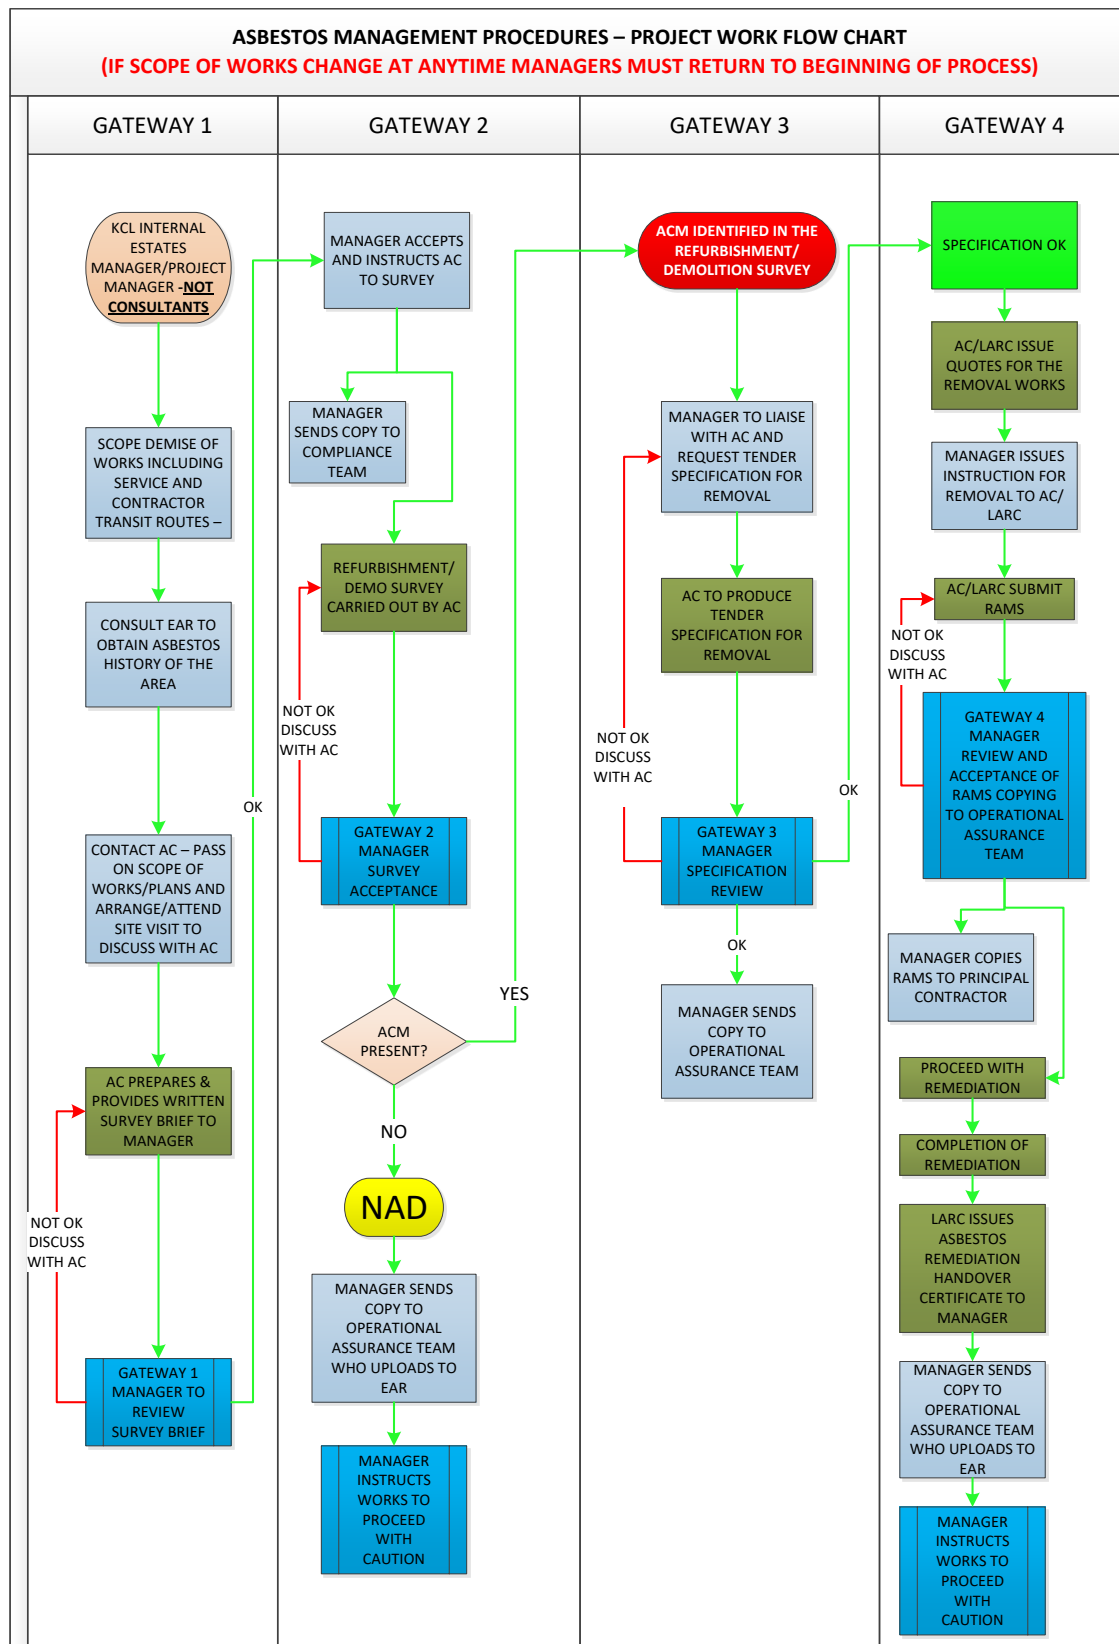 ASBESTOS MANAGEMENT PROCEDURES – PROJECT WORK FLOW CHART
(IF SCOPE OF WORKS CHANGE AT ANYTIME MANAGERS MUST RETURN TO BEGINNING OF PROCESS)
GATEWAY 1
GATEWAY 2
GATEWAY 3
GATEWAY 4
KCL INTERNAL
ESTATES
MANAGER/PROJECT
MANAGER -NOT
CONSULTANTS
SCOPE DEMISE OF
WORKS INCLUDING
SERVICE AND
CONTRACTOR
TRANSIT ROUTES –
CONSULT EAR TO
OBTAIN ASBESTOS
HISTORY OF THE
AREA
CONTACT AC – PASS
ON SCOPE OF
WORKS/PLANS AND
ARRANGE/ATTEND
SITE VISIT TO
DISCUSS WITH AC
AC PREPARES &
PROVIDES WRITTEN
SURVEY BRIEF TO
MANAGER
NOT OK
DISCUSS
WITH AC
GATEWAY 1
MANAGER TO
REVIEW
SURVEY BRIEF
OK
MANAGER ACCEPTS
AND INSTRUCTS AC
TO SURVEY
MANAGER
SENDS COPY TO
COMPLIANCE
TEAM
REFURBISHMENT/
DEMO SURVEY
CARRIED OUT BY AC
NOT OK
DISCUSS
WITH AC
GATEWAY 2
MANAGER
SURVEY
ACCEPTANCE
ACM
PRESENT?
YES
NO
NAD
MANAGER SENDS
COPY TO
OPERATIONAL
ASSURANCE TEAM
WHO UPLOADS TO
EAR
MANAGER
INSTRUCTS
WORKS TO
PROCEED
WITH
CAUTION
ACM IDENTIFIED IN THE
REFURBISHMENT/
DEMOLITION SURVEY
MANAGER TO LIAISE
WITH AC AND
REQUEST TENDER
SPECIFICATION FOR
REMOVAL
AC TO PRODUCE
TENDER
SPECIFICATION FOR
REMOVAL
NOT OK
DISCUSS
WITH AC
GATEWAY 3
MANAGER
SPECIFICATION
REVIEW
OK
OK
MANAGER SENDS
COPY TO
OPERATIONAL
ASSURANCE TEAM
SPECIFICATION OK
AC/LARC ISSUE
QUOTES FOR THE
REMOVAL WORKS
MANAGER ISSUES
INSTRUCTION FOR
REMOVAL TO AC/
LARC
AC/LARC SUBMIT
RAMS
NOT OK
DISCUSS
WITH AC
GATEWAY 4
MANAGER
REVIEW AND
ACCEPTANCE OF
RAMS COPYING
TO OPERATIONAL
ASSURANCE
TEAM
MANAGER COPIES
RAMS TO PRINCIPAL
CONTRACTOR
PROCEED WITH
REMEDIATION
COMPLETION OF
REMEDIATION
LARC ISSUES
ASBESTOS
REMEDIATION
HANDOVER
CERTIFICATE TO
MANAGER
MANAGER SENDS
COPY TO
OPERATIONAL
ASSURANCE TEAM
WHO UPLOADS TO
EAR
MANAGER
INSTRUCTS
WORKS TO
PROCEED
WITH
CAUTION